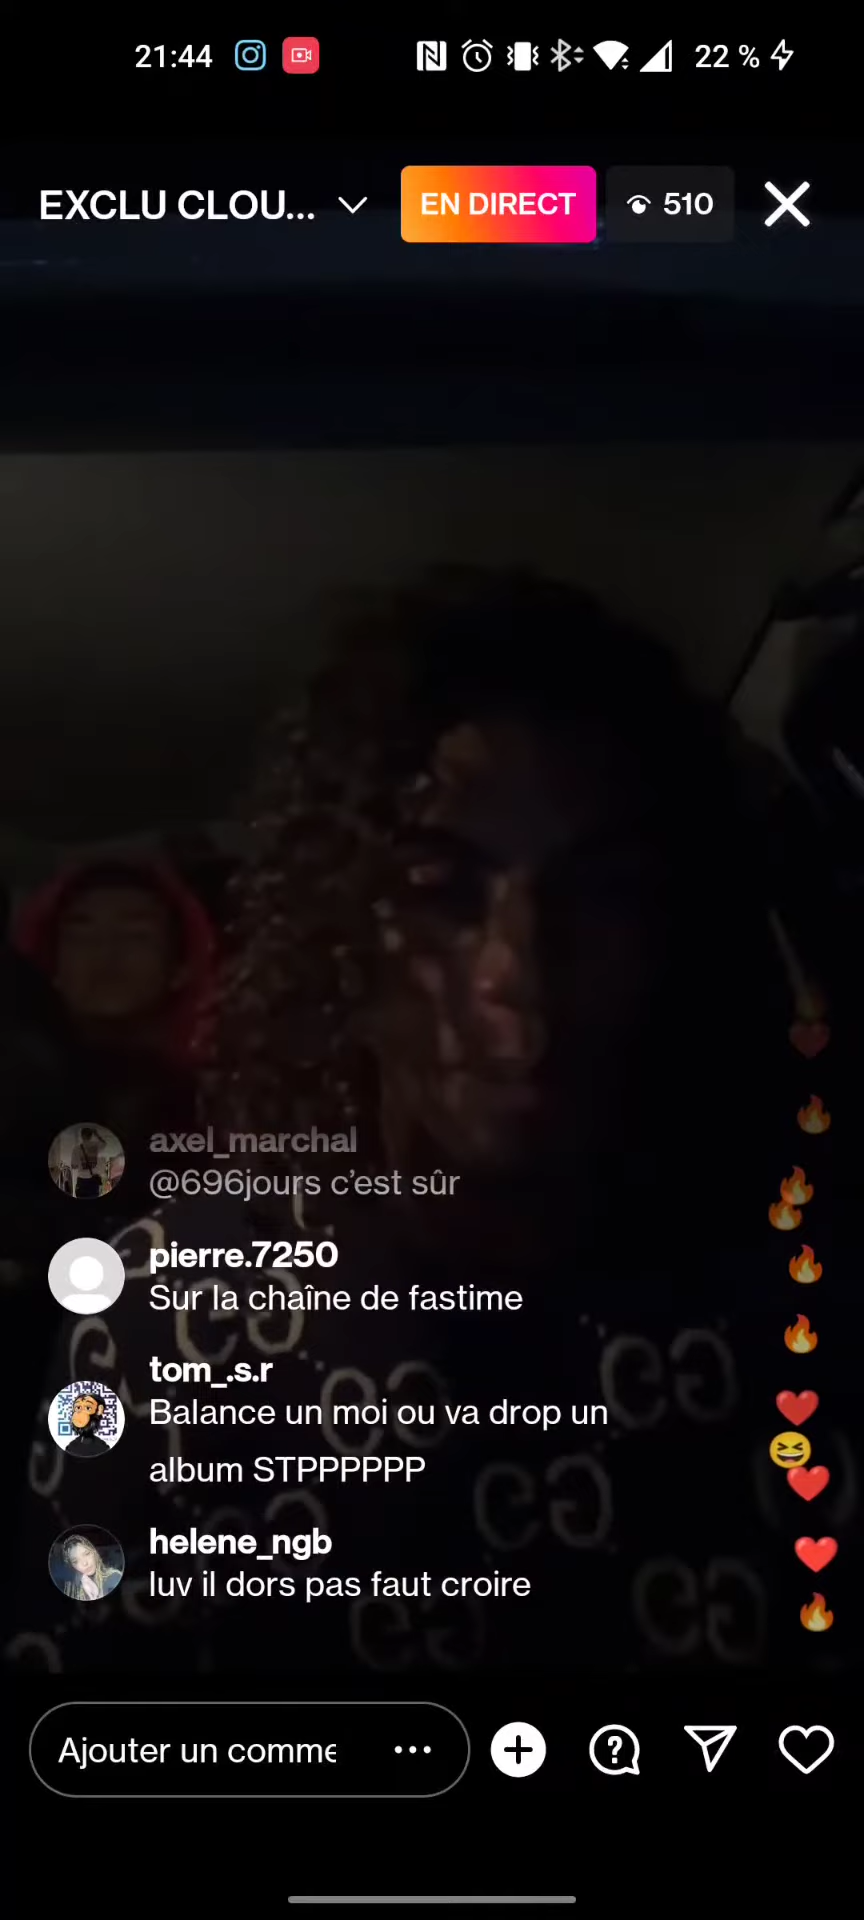 21:44
22 %
EXCLU CLOU...
EN DIRECT
510
axel_marchal
@696jours c'est sûr
pierre.7250
Sur la chaîne de fastime
tom_.s.r
Balance un moi ou va drop un
album STPPPPPP
helene_ngb
luv il dors pas faut croire
Ajouter un comme